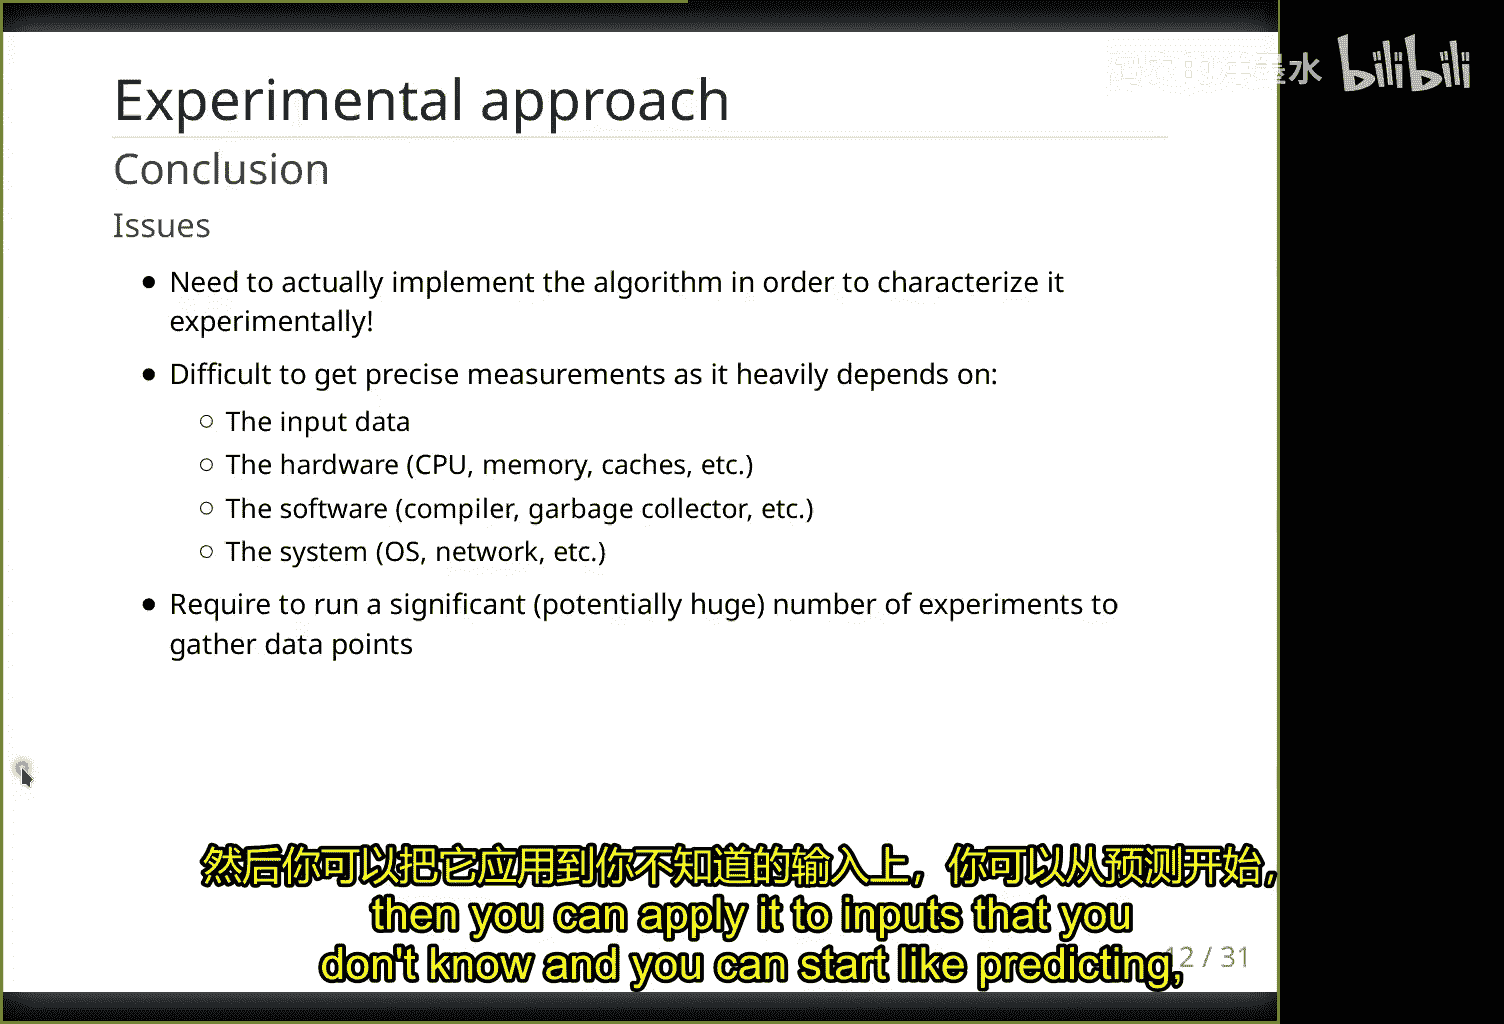 水 bilibili
Experimental approach
Conclusion
Issues
● Need to actually implement the algorithm in order to characterize it
experimentally!
● Difficult to get precise measurements as it heavily depends on:
○ The input data
○ The hardware (CPU, memory, caches, etc.)
○ The software (compiler, garbage collector, etc.)
○ The system (OS, network, etc.)
● Require to run a significant (potentially huge) number of experiments to
gather data points
然后你可以把它应用到你不知道的输入上，你可以从预测开始，
then you can apply it to inputs that you
don't know and you can start like predicting,
12 / 31